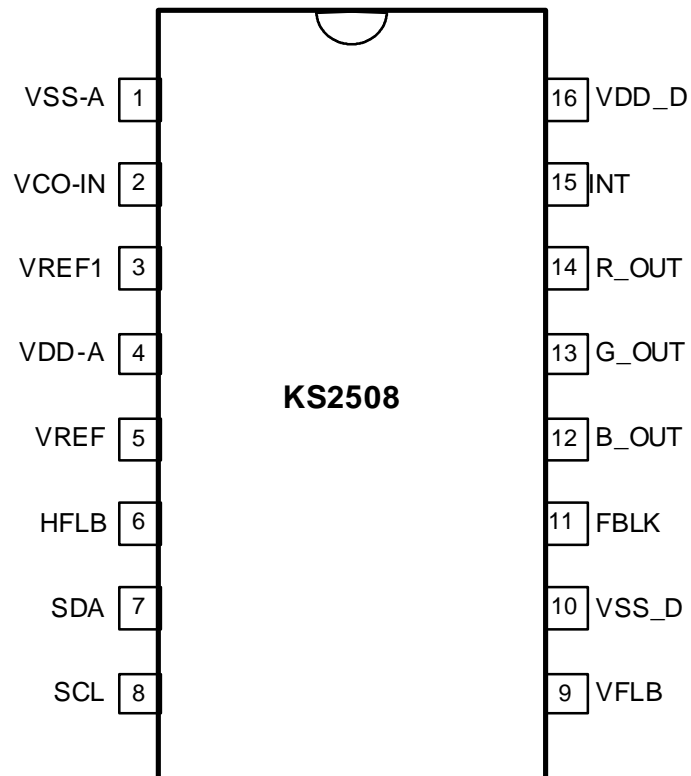 VSS-A 1 16 VDD_D
VCO-IN 2 15 INT
VREF1 3 14 R_OUT
VDD-A 4 13 G_OUT
KS2508
VREF 5 12 B_OUT
HFLB 6 11 FBLK
SDA 7 10 VSS_D
SCL 8 9 VFLB